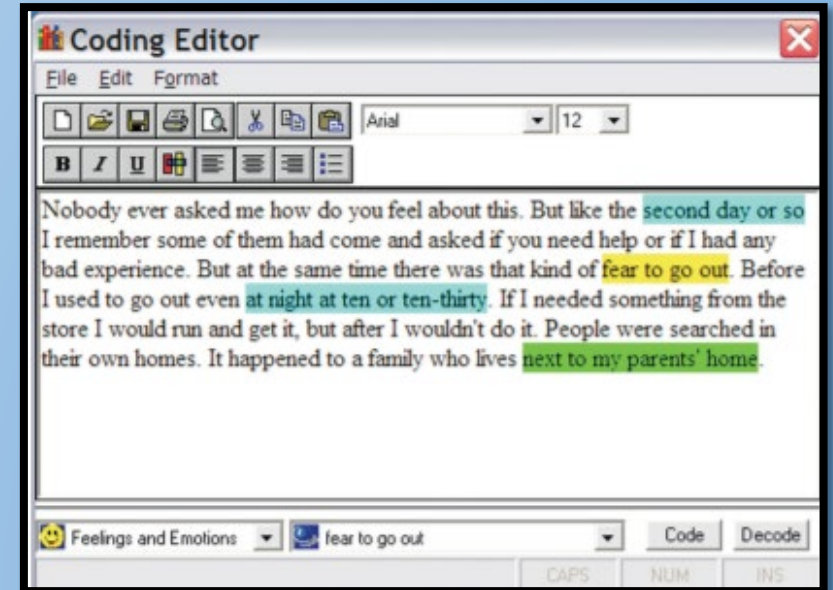 Coding Editor
File Edit Format
Arial 12
B I U
Nobody ever asked me how do you feel about this. But like the second day or so
I remember some of them had come and asked if you need help or if I had any
bad experience. But at the same time there was that kind of fear to go out. Before
I used to go out even at night at ten or ten-thirty. If I needed something from the
store I would run and get it, but after I wouldn't do it. People were searched in
their own homes. It happened to a family who lives next to my parents' home.
Feelings and Emotions fear to go out Code Decode
CAPS NUM INS